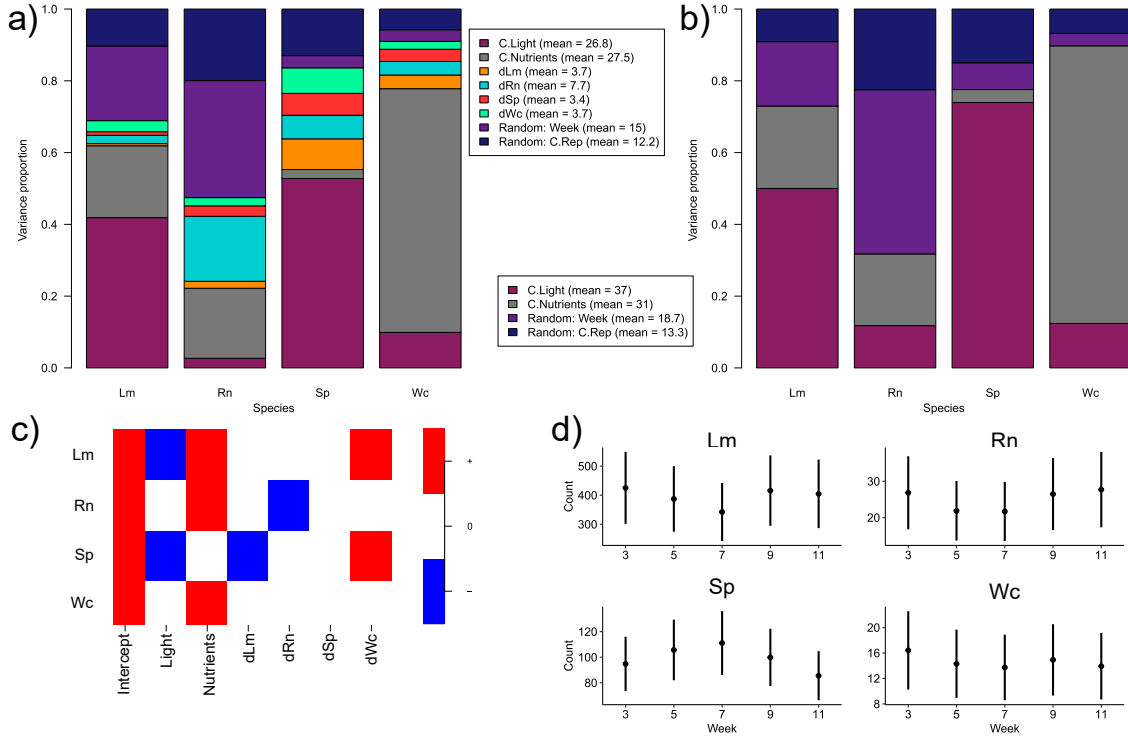 a)
1.0
0.8
0.6
0.4
0.2
0.0
Variance proportion
Lm
Rn
Sp
Wc
Species
C.Light (mean = 26.8)
C.Nutrients (mean = 27.5)
dLm (mean = 3.7)
dRn (mean = 7.7)
dSp (mean = 3.4)
dWc (mean = 3.7)
Random: Week (mean = 15)
Random: C.Rep (mean = 12.2)
C.Light (mean = 37)
C.Nutrients (mean = 31)
Random: Week (mean = 18.7)
Random: C.Rep (mean = 13.3)
b)
1.0
0.8
0.6
0.4
0.2
0.0
Variance proportion
Lm
Rn
Sp
Wc
Species
c)
Lm
Rn
Sp
Wc
Intercept
Light
Nutrients
dLm
dRn
dSp
dWc
+
0
−
d)
Lm
Count
500
400
300
3 5 7 9 11
Rn
30
20
3 5 7 9 11
Sp
Count
120
100
80
3 5 7 9 11
Week
Wc
20
16
12
8
3 5 7 9 11
Week